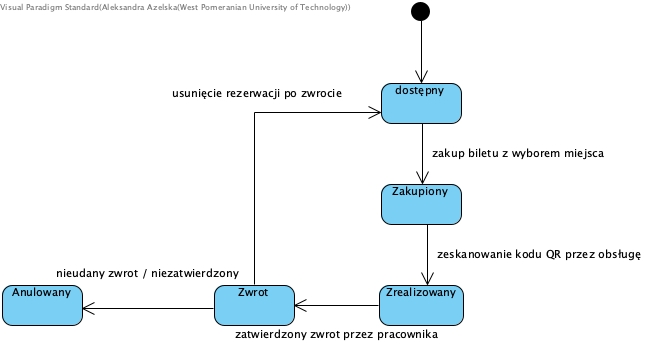 Visual Paradigm Standard(Aleksandra Azelska(West Pomeranian University of Technology))
dostępny
usunięcie rezerwacji po zwrocie
zakup biletu z wyborem miejsca
Zakupiony
zeskanowanie kodu QR przez obsługę
nieudany zwrot / niezatwierdzony
Anulowany
Zwrot
Zrealizowany
zatwierdzony zwrot przez pracownika